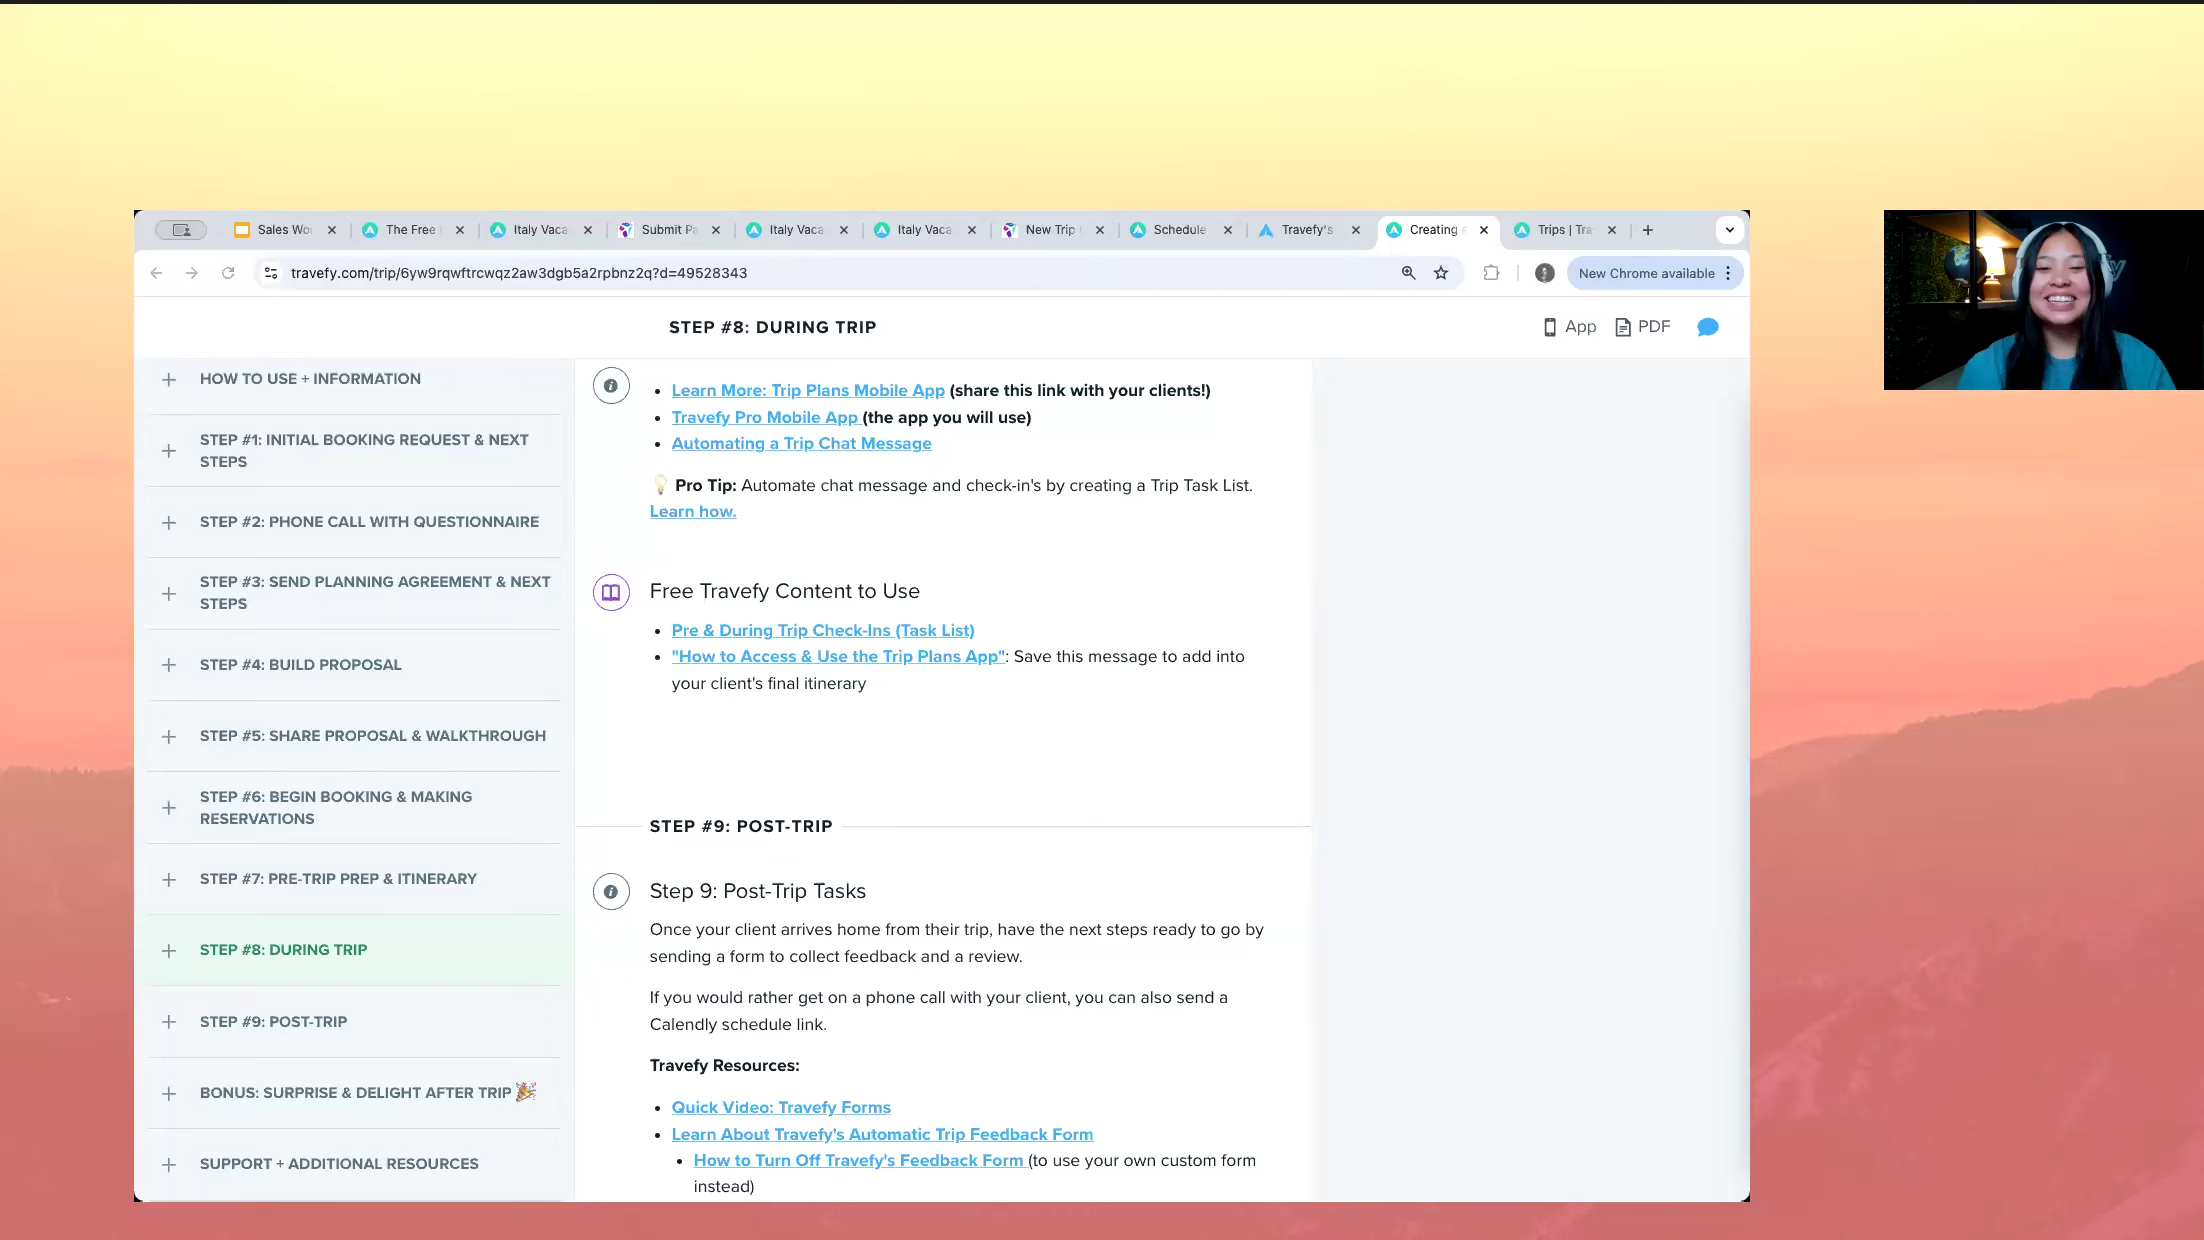 Sales Wo
The Free
Italy Vaca
Submit Pa
Italy Vaca
Italy Vaca
New Trip
Schedule
Travefy's
Creating e
Trips | Tra
travefy.com/trip/6yw9rqwftrcwqz2aw3dgb5a2rpbnz2q?d=49528343
New Chrome available
STEP #8: DURING TRIP
App
PDF
HOW TO USE + INFORMATION
STEP #1: INITIAL BOOKING REQUEST & NEXT
STEPS
STEP #2: PHONE CALL WITH QUESTIONNAIRE
STEP #3: SEND PLANNING AGREEMENT & NEXT
STEPS
STEP #4: BUILD PROPOSAL
STEP #5: SHARE PROPOSAL & WALKTHROUGH
STEP #6: BEGIN BOOKING & MAKING
RESERVATIONS
STEP #7: PRE-TRIP PREP & ITINERARY
STEP #8: DURING TRIP
STEP #9: POST-TRIP
BONUS: SURPRISE & DELIGHT AFTER TRIP 🎉
SUPPORT + ADDITIONAL RESOURCES
• Learn More: Trip Plans Mobile App (share this link with your clients!)
• Travefy Pro Mobile App (the app you will use)
• Automating a Trip Chat Message
💡 Pro Tip: Automate chat message and check-in's by creating a Trip Task List.
Learn how.
Free Travefy Content to Use
• Pre & During Trip Check-Ins (Task List)
• "How to Access & Use the Trip Plans App": Save this message to add into
your client's final itinerary
STEP #9: POST-TRIP
Step 9: Post-Trip Tasks
Once your client arrives home from their trip, have the next steps ready to go by
sending a form to collect feedback and a review.
If you would rather get on a phone call with your client, you can also send a
Calendly schedule link.
Travefy Resources:
• Quick Video: Travefy Forms
• Learn About Travefy's Automatic Trip Feedback Form
• How to Turn Off Travefy's Feedback Form (to use your own custom form
instead)